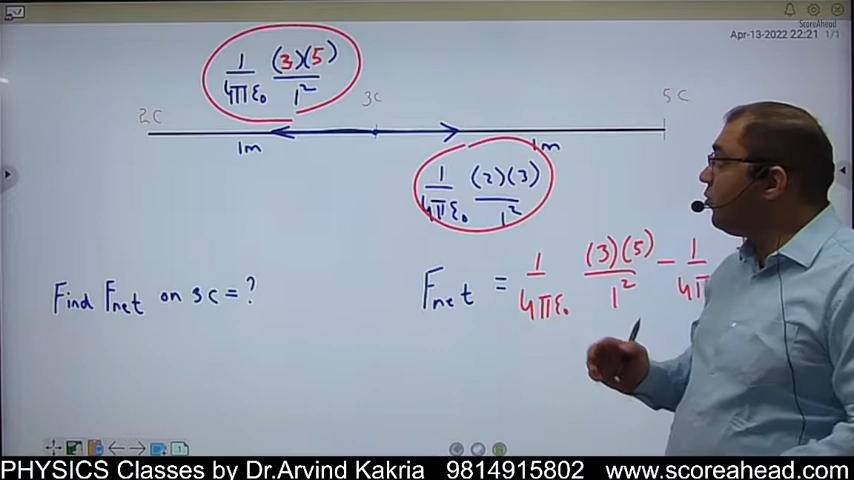 ScoreAhead
Apr-13-2022 22:21 1/1
1/4πε₀ (3)(5)/1²
2C 3C 5C
1m 1m
1/4πε₀ (2)(3)/1²
Find Fnet on 3C = ?
Fnet = 1/4πε₀ (3)(5)/1² - 1/4π
1
PHYSICS Classes by Dr.Arvind Kakria 9814915802 www.scoreahead.com